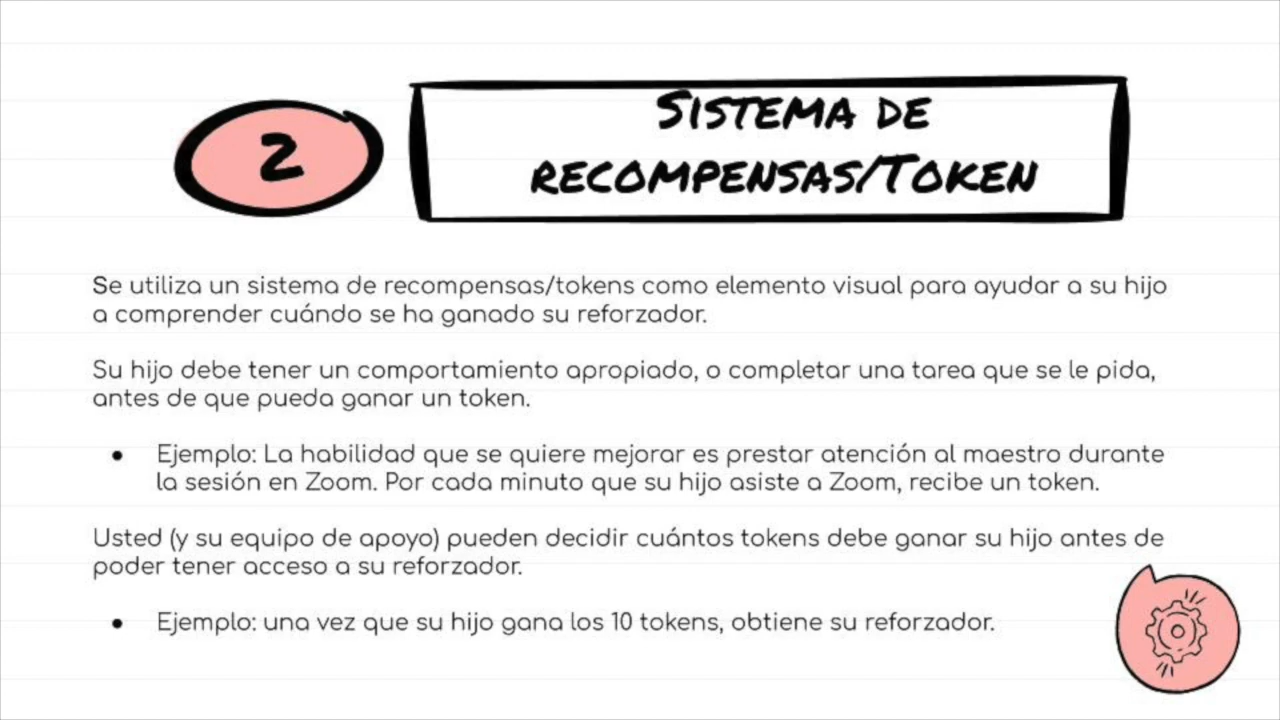 2
Sistema de
recompensas/Token
Se utiliza un sistema de recompensas/tokens como elemento visual para ayudar a su hijo
a comprender cuándo se ha ganado su reforzador.
Su hijo debe tener un comportamiento apropiado, o completar una tarea que se le pida,
antes de que pueda ganar un token.
● Ejemplo: La habilidad que se quiere mejorar es prestar atención al maestro durante
la sesión en Zoom. Por cada minuto que su hijo asiste a Zoom, recibe un token.
Usted (y su equipo de apoyo) pueden decidir cuántos tokens debe ganar su hijo antes de
poder tener acceso a su reforzador.
● Ejemplo: una vez que su hijo gana los 10 tokens, obtiene su reforzador.